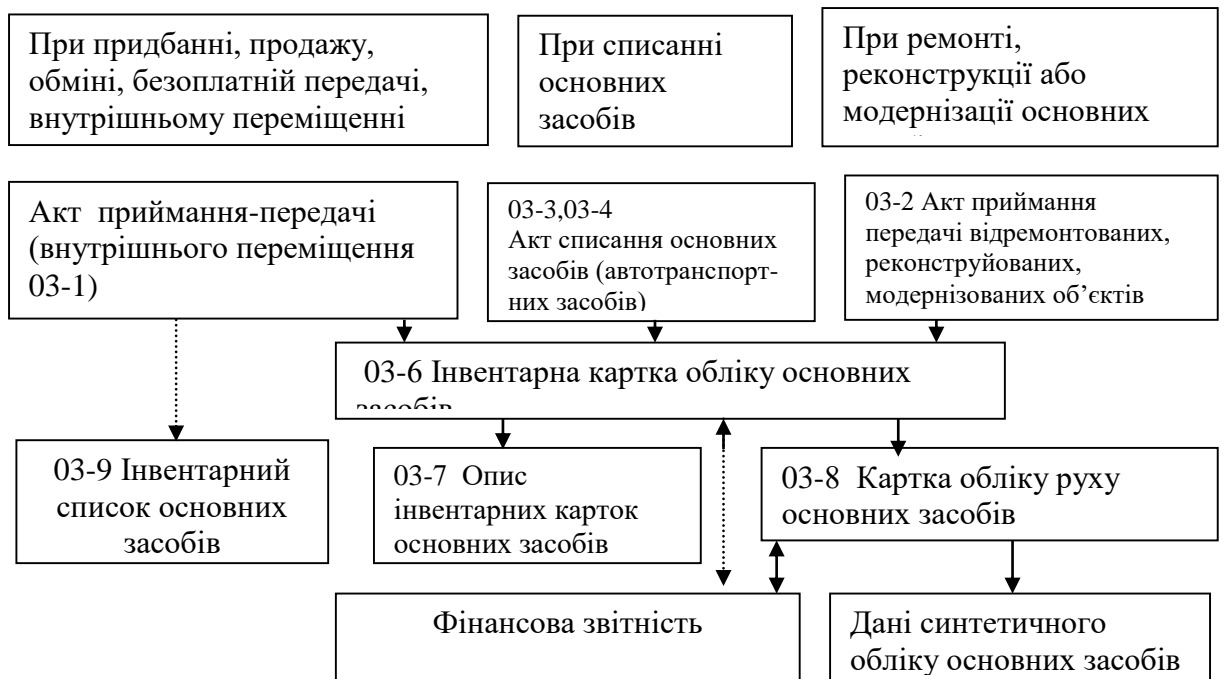 При придбанні, продажу,
обміні, безоплатній передачі,
внутрішньому переміщенні
При списанні
основних
засобів
При ремонті,
реконструкції або
модернізації основних
Акт приймання-передачі
(внутрішнього переміщення
03-1)
03-3,03-4
Акт списання основних
засобів (автотранспорт-
них засобів)
03-2 Акт приймання
передачі відремонтованих,
реконструйованих,
модернізованих об’єктів
03-6 Інвентарна картка обліку основних
засобів
03-9 Інвентарний
список основних
засобів
03-7 Опис
інвентарних карток
основних засобів
03-8 Картка обліку руху
основних засобів
Фінансова звітність
Дані синтетичного
обліку основних засобів